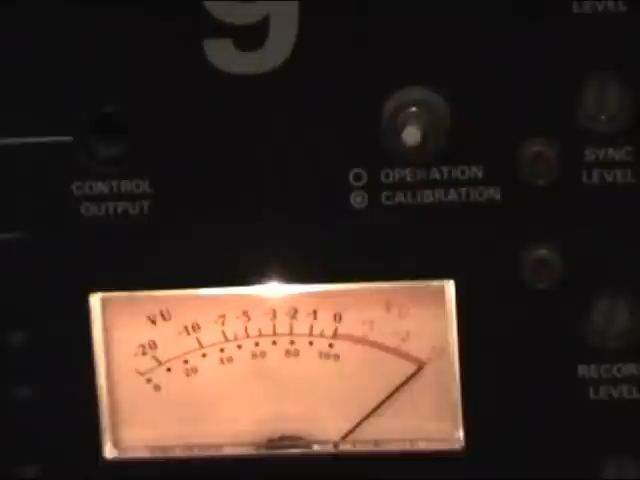 LEVEL
9
SYNC
LEVEL
CONTROL
OUTPUT
OPERATION
CALIBRATION
VU
-20 -10 -7 -5 -3 -2 -1 0
0 20 40 60 80 100
VU
RECORD
LEVEL